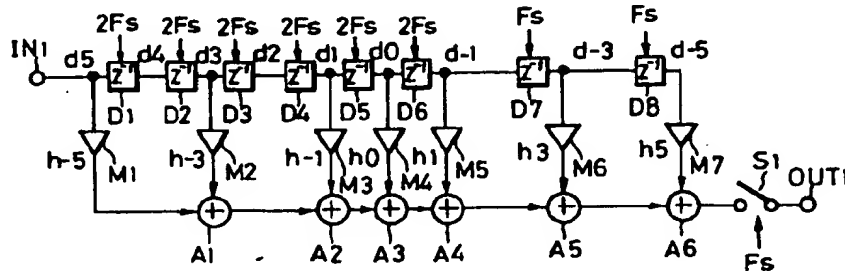 2Fs 2Fs 2Fs 2Fs 2Fs 2Fs Fs Fs
IN1 d5 d4 d3 d2 d1 d0 d-1 d-3 d-5
Z⁻¹ Z⁻¹ Z⁻¹ Z⁻¹ Z⁻¹ Z⁻¹ Z⁻¹ Z⁻¹
D1 D2 D3 D4 D5 D6 D7 D8
h-5 M1 h-3 M2 h-1 M3 h0 M4 h1 M5 h3 M6 h5 M7 S1 OUT1
+ + + + + +
A1 A2 A3 A4 A5 A6 Fs